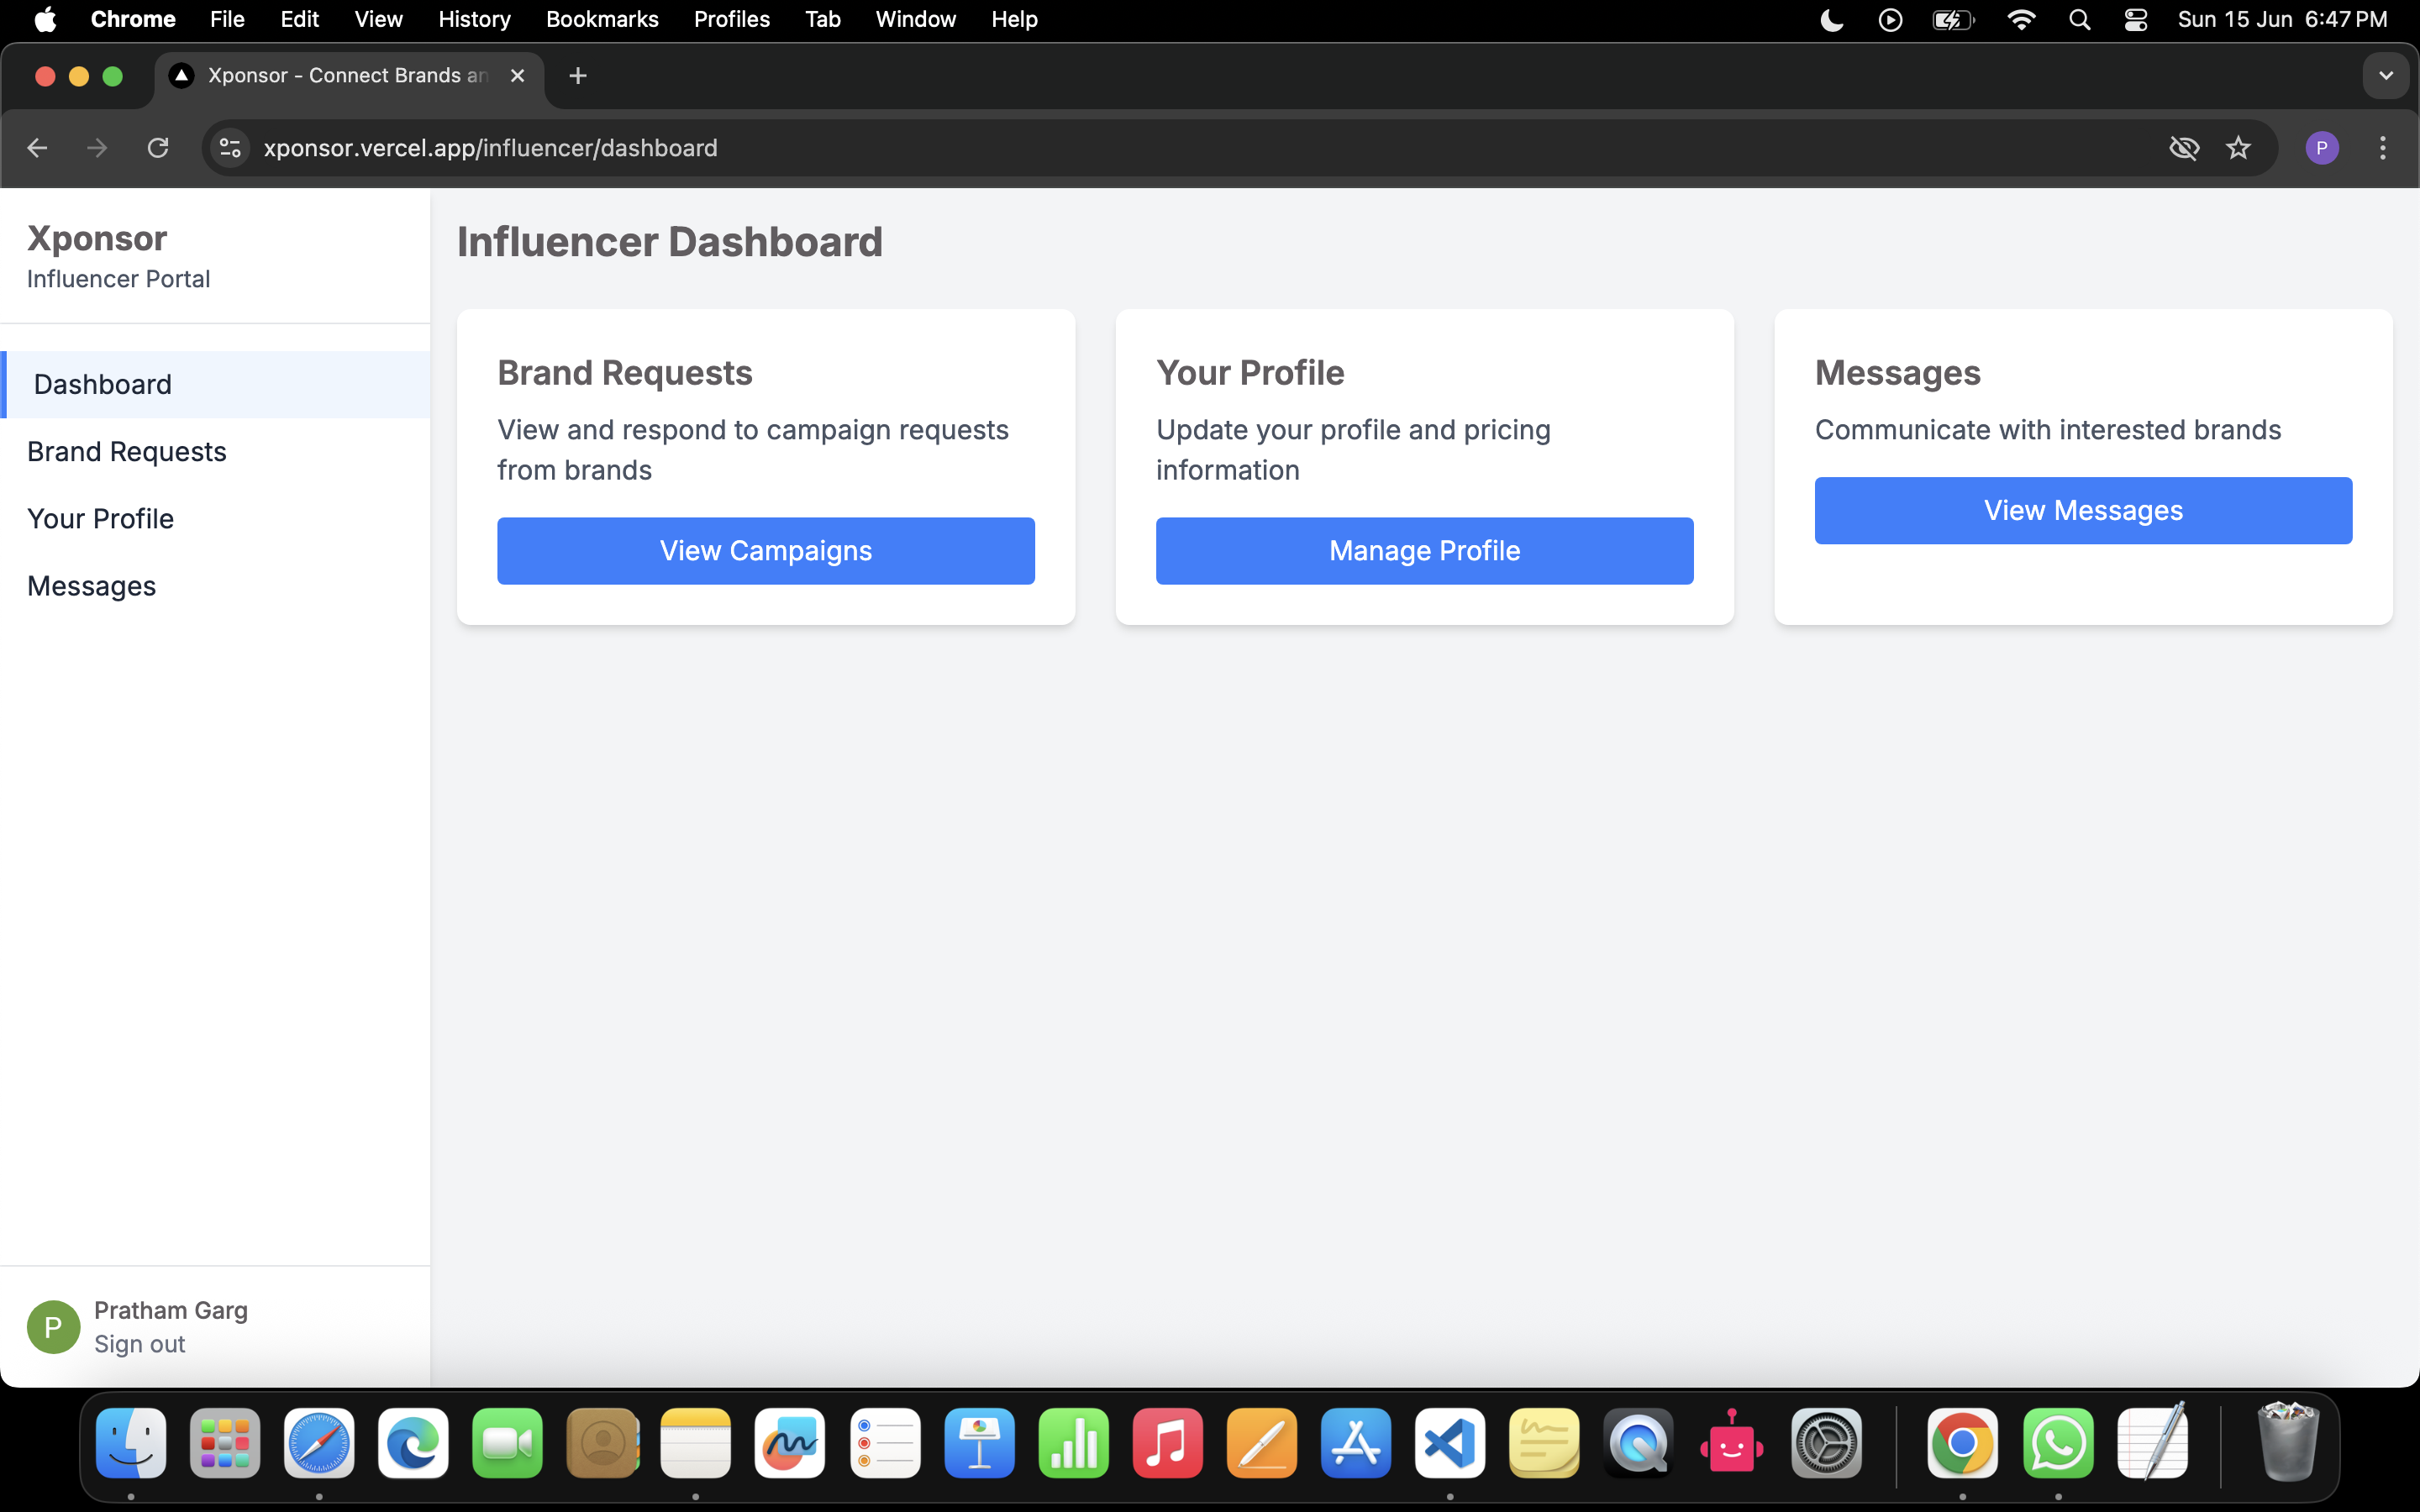 Chrome File Edit View History Bookmarks Profiles Tab Window Help Sun 15 Jun 6:47 PM
Xponsor - Connect Brands an
xponsor.vercel.app/influencer/dashboard
P
Xponsor
Influencer Portal
Dashboard
Brand Requests
Your Profile
Messages
Influencer Dashboard
Brand Requests
View and respond to campaign requests
from brands
View Campaigns
Your Profile
Update your profile and pricing
information
Manage Profile
Messages
Communicate with interested brands
View Messages
P
Pratham Garg
Sign out